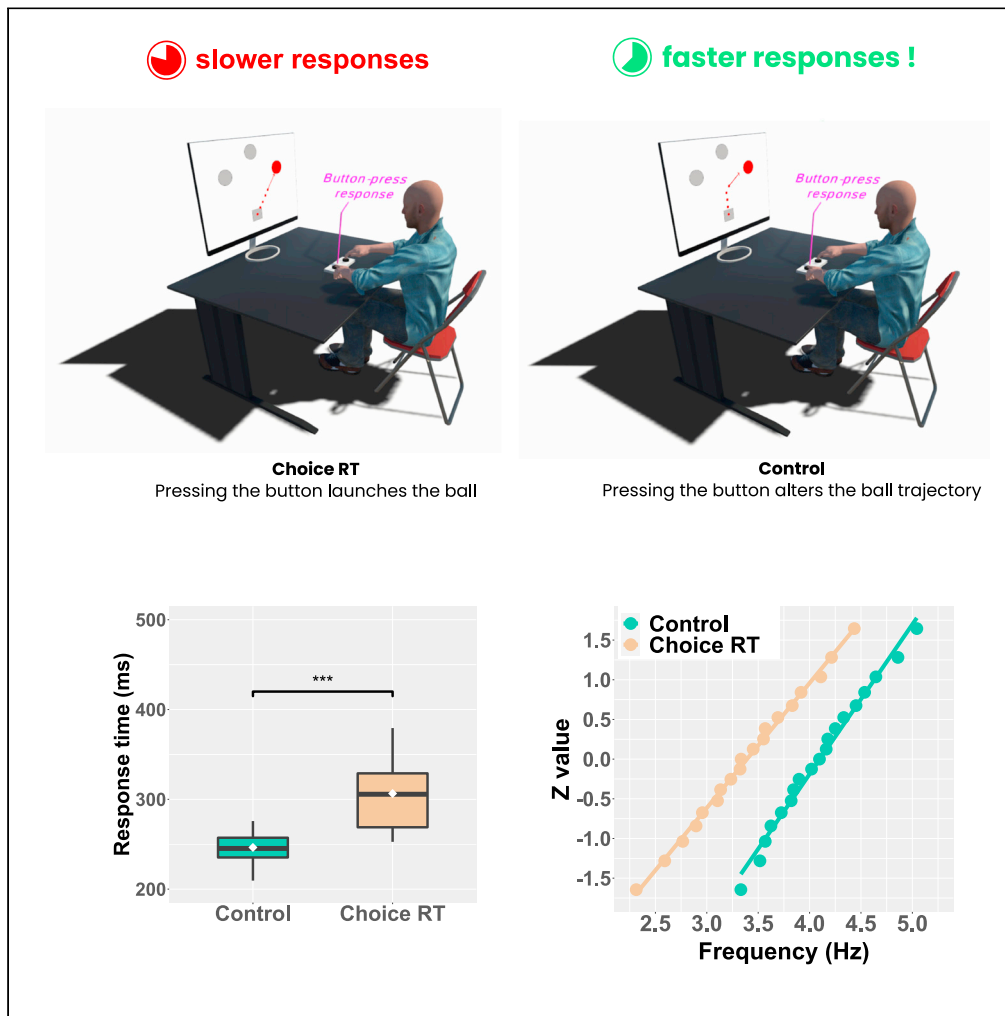 slower responses
faster responses !
Button-press
response
Button-press
response
Choice RT
Pressing the button launches the ball
Control
Pressing the button alters the ball trajectory
500
400
300
200
Response time (ms)
***
Control
Choice RT
Control
Choice RT
1.5
1.0
0.5
0.0
-0.5
-1.0
-1.5
Z value
2.5 3.0 3.5 4.0 4.5 5.0
Frequency (Hz)